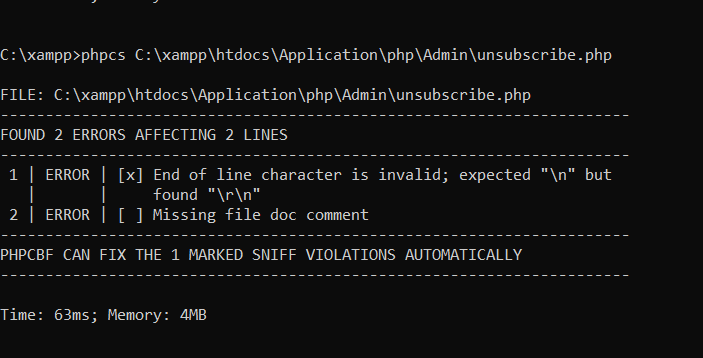 C:\xampp>phpcs C:\xampp\htdocs\Application\php\Admin\unsubscribe.php
FILE: C:\xampp\htdocs\Application\php\Admin\unsubscribe.php
----------------------------------------------------------------------
FOUND 2 ERRORS AFFECTING 2 LINES
----------------------------------------------------------------------
 1 | ERROR | [x] End of line character is invalid; expected "\n" but
   |       |     found "\r\n"
 2 | ERROR | [ ] Missing file doc comment
----------------------------------------------------------------------
PHPCBF CAN FIX THE 1 MARKED SNIFF VIOLATIONS AUTOMATICALLY
----------------------------------------------------------------------
Time: 63ms; Memory: 4MB